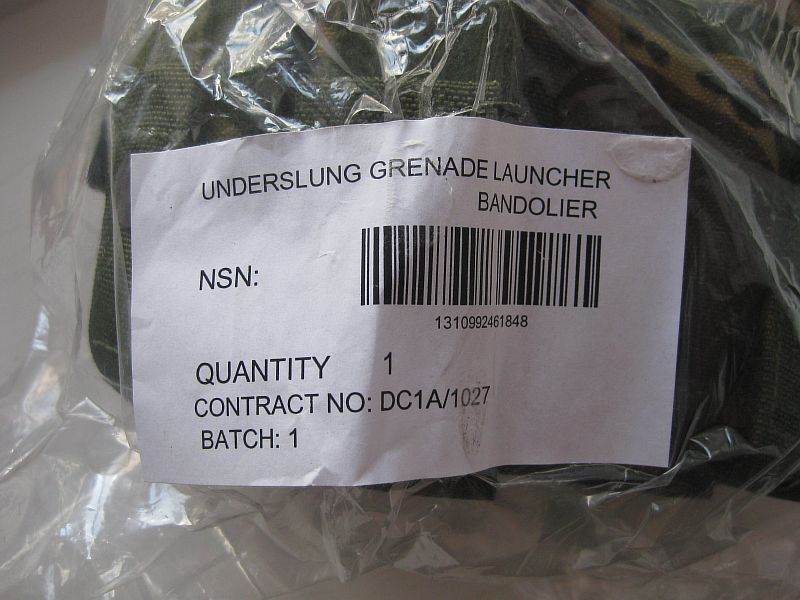 UNDERSLUNG GRENADE LAUNCHER
BANDOLIER
NSN:
1310992461848
QUANTITY 1
CONTRACT NO: DC1A/1027
BATCH: 1